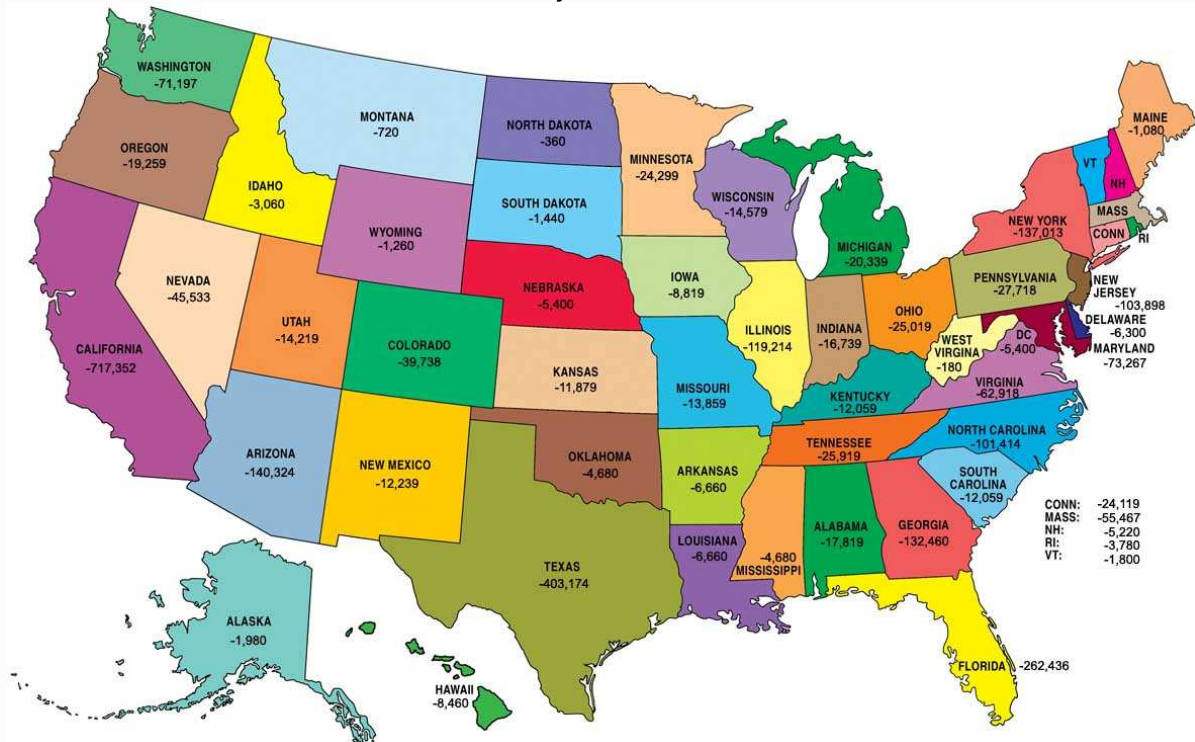 WASHINGTON
-71,197
OREGON
-19,259
CALIFORNIA
-717,352
IDAHO
-3,060
NEVADA
-45,533
MONTANA
-720
WYOMING
-1,260
UTAH
-14,219
COLORADO
-39,738
ARIZONA
-140,324
NEW MEXICO
-12,239
NORTH DAKOTA
-360
SOUTH DAKOTA
-1,440
NEBRASKA
-5,400
KANSAS
-11,879
OKLAHOMA
-4,680
TEXAS
-403,174
MINNESOTA
-24,299
IOWA
-8,819
MISSOURI
-13,859
ARKANSAS
-6,660
LOUISIANA
-6,660
WISCONSIN
-14,579
ILLINOIS
-119,214
MICHIGAN
-20,339
INDIANA
-16,739
OHIO
-25,019
KENTUCKY
-12,059
TENNESSEE
-25,919
-4,680
MISSISSIPPI
ALABAMA
-17,819
GEORGIA
-132,460
FLORIDA
-262,436
SOUTH
CAROLINA
-12,059
NORTH CAROLINA
-101,414
VIRGINIA
-62,918
WEST
VIRGINA
-180
DC
-5,400
MARYLAND
-73,267
DELAWARE
-6,300
NEW
JERSEY
-103,898
PENNSYLVANIA
-27,718
NEW YORK
-137,013
CONN
RI
MASS
VT
NH
MAINE
-1,080
CONN: -24,119
MASS: -55,467
NH: -5,220
RI: -3,780
VT: -1,800
ALASKA
-1,980
HAWAII
-8,460